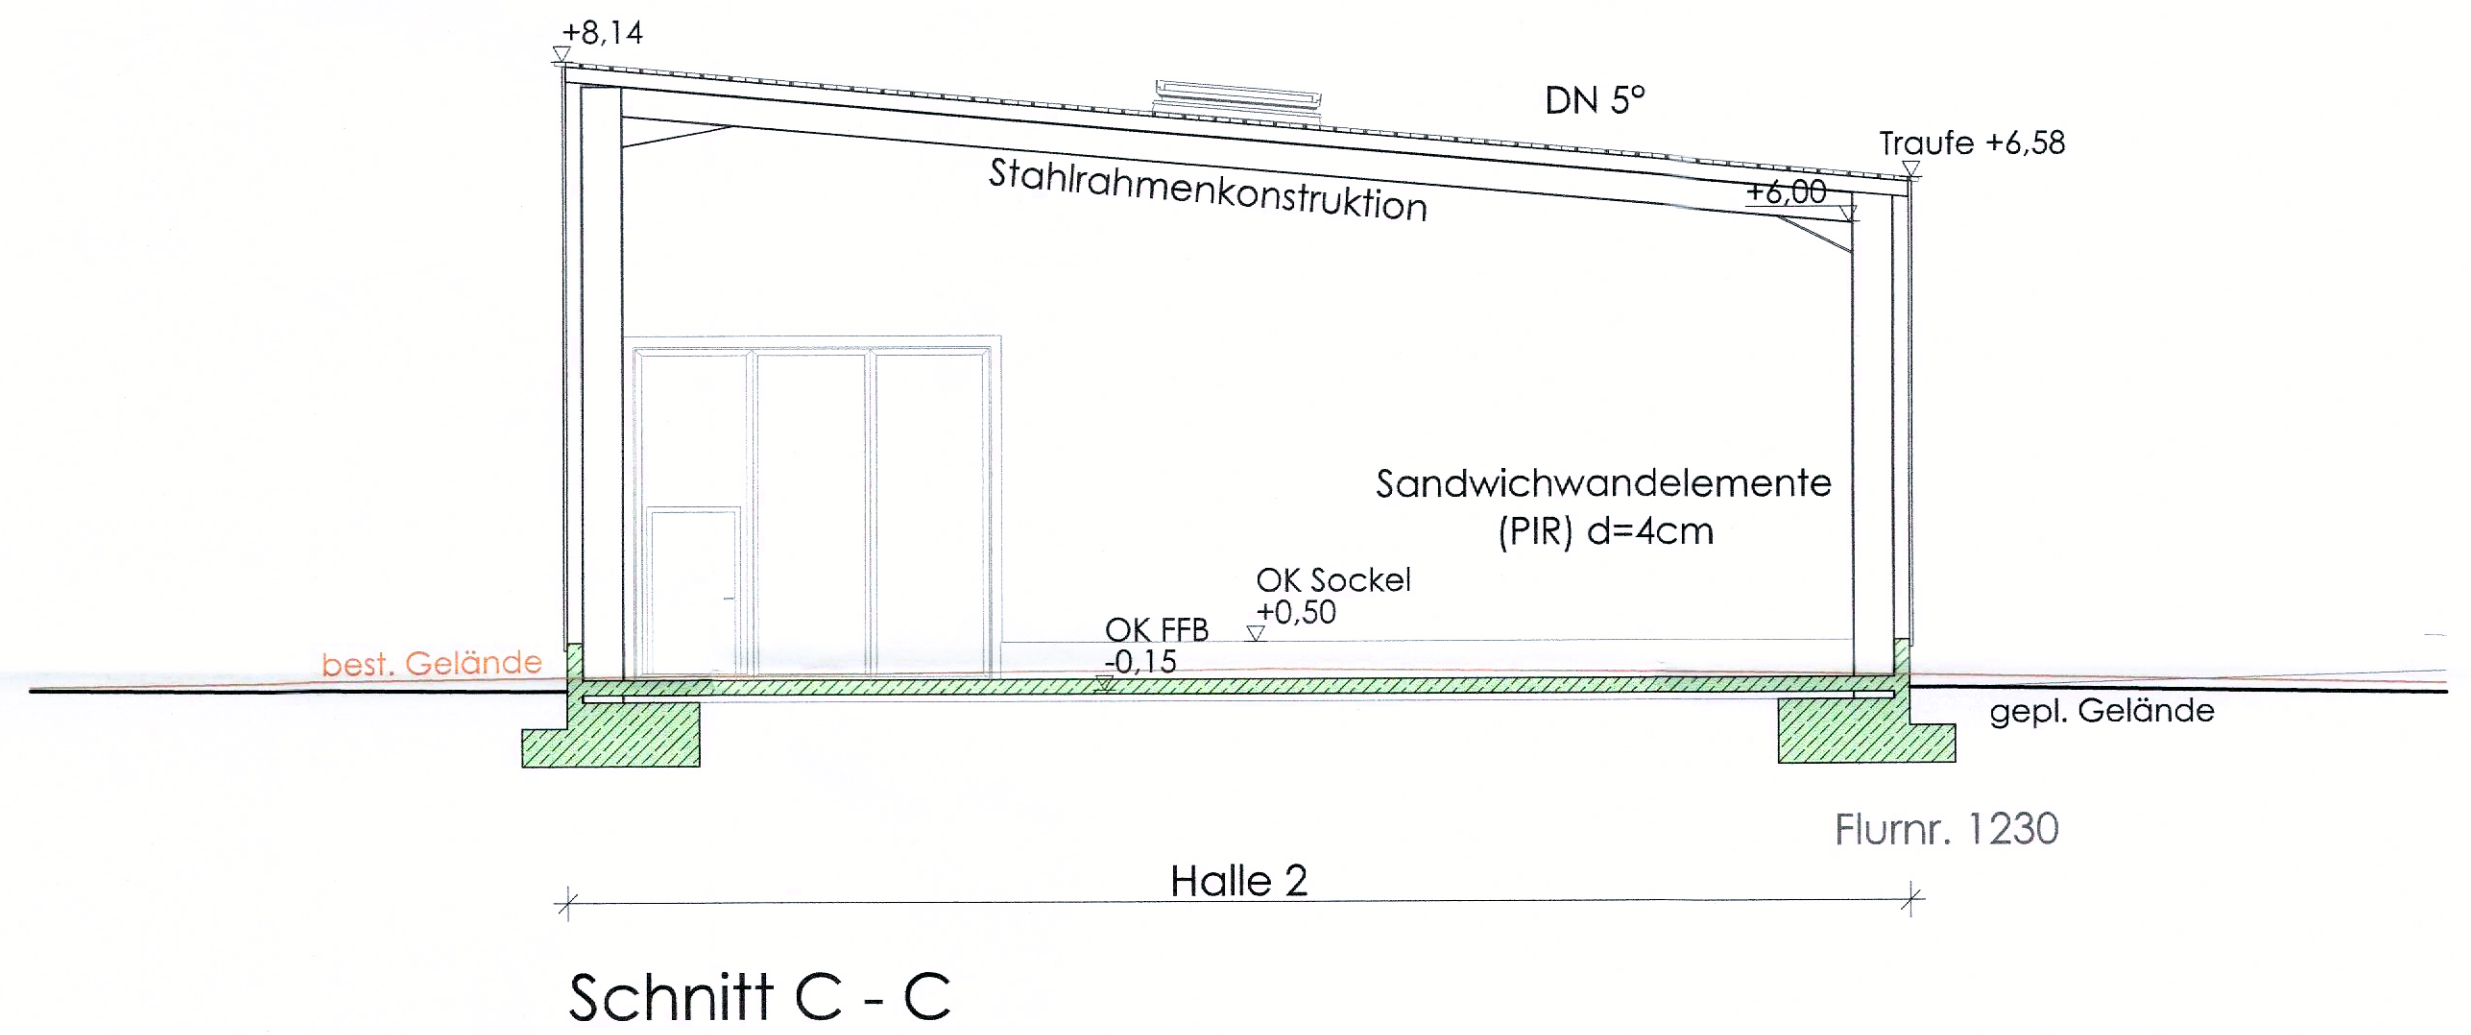 +8,14
DN 5°
Traufe +6,58
Stahlrahmenkonstruktion
+6,00
Sandwichwandelemente
(PIR) d=4cm
OK Sockel
+0,50
OK FFB
-0,15
best. Gelände
gepl. Gelände
Flurnr. 1230
Halle 2
Schnitt C - C